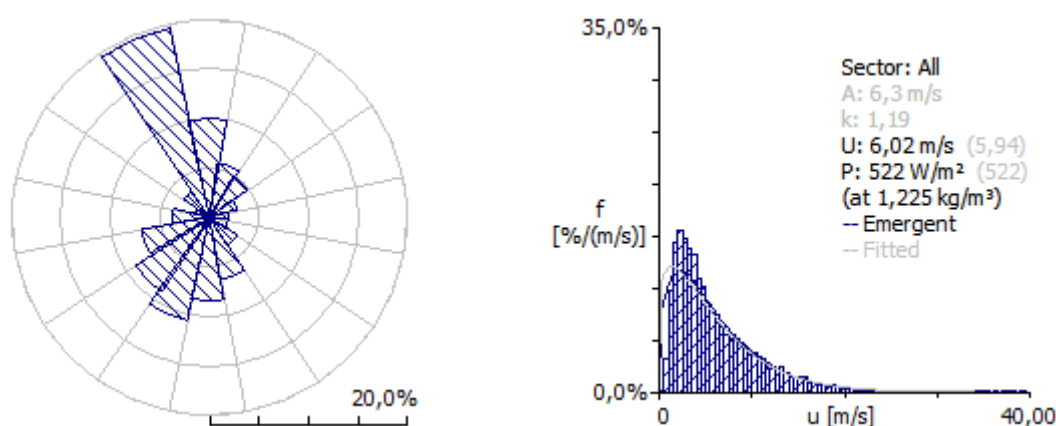 20,0%
35,0%
f
[%/(m/s)]
0,0%
0
u [m/s]
40,00
Sector: All
A: 6,3 m/s
k: 1,19
U: 6,02 m/s (5,94)
P: 522 W/m² (522)
(at 1,225 kg/m³)
-- Emergent
-- Fitted